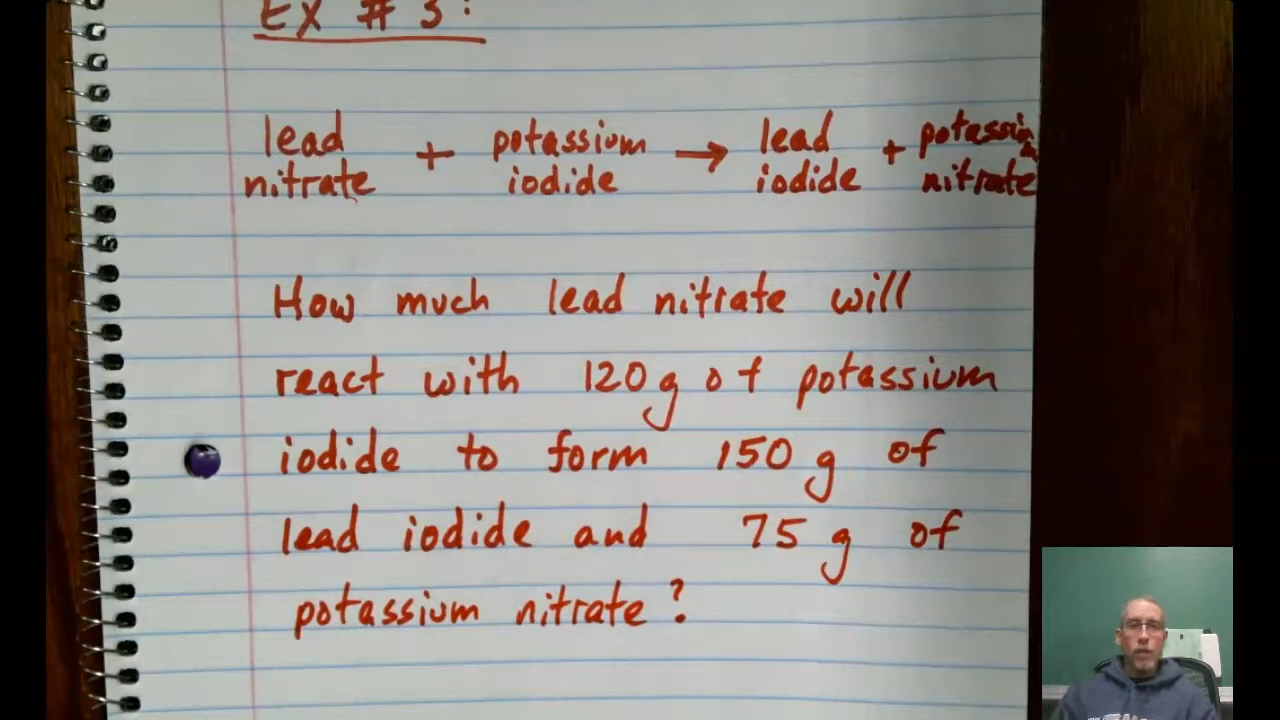 EX # 3:
lead + potassium → lead + potassium
nitrate iodide iodide nitrate
How much lead nitrate will
react with 120g of potassium
iodide to form 150 g of
lead iodide and 75 g of
potassium nitrate?